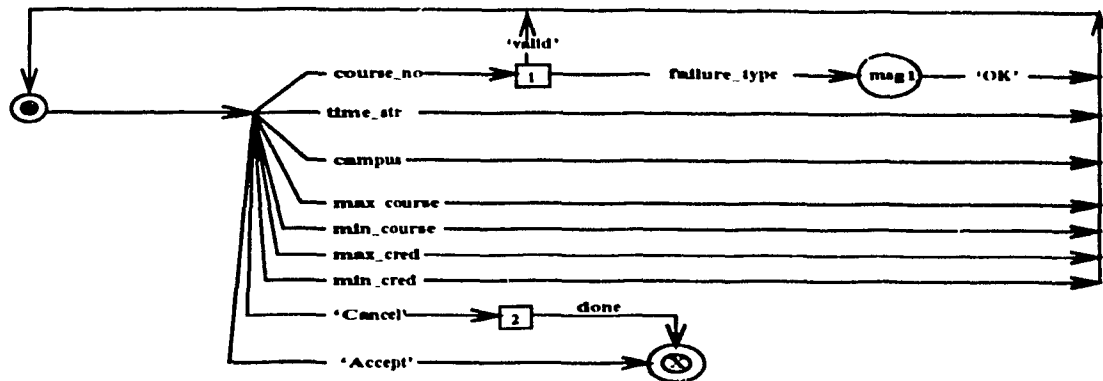 'valid'
course_no 1 failure_type msg1 'OK'
time_str
campus
max_course
min_course
max_cred
min_cred
'Cancel' 2 done
'Accept' X